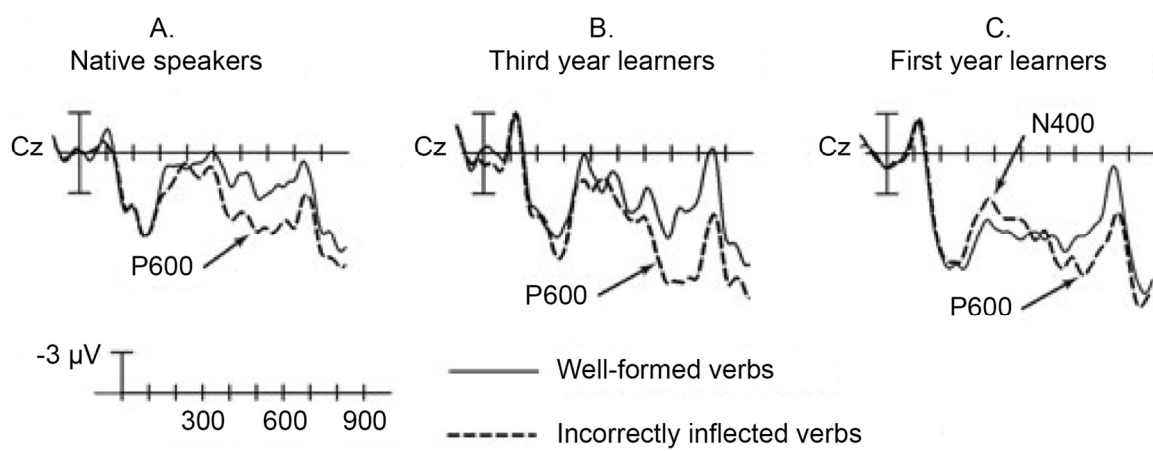 A.
Native speakers
B.
Third year learners
C.
First year learners
Cz
P600
Cz
P600
Cz
N400
P600
-3 µV
300 600 900
Well-formed verbs
Incorrectly inflected verbs